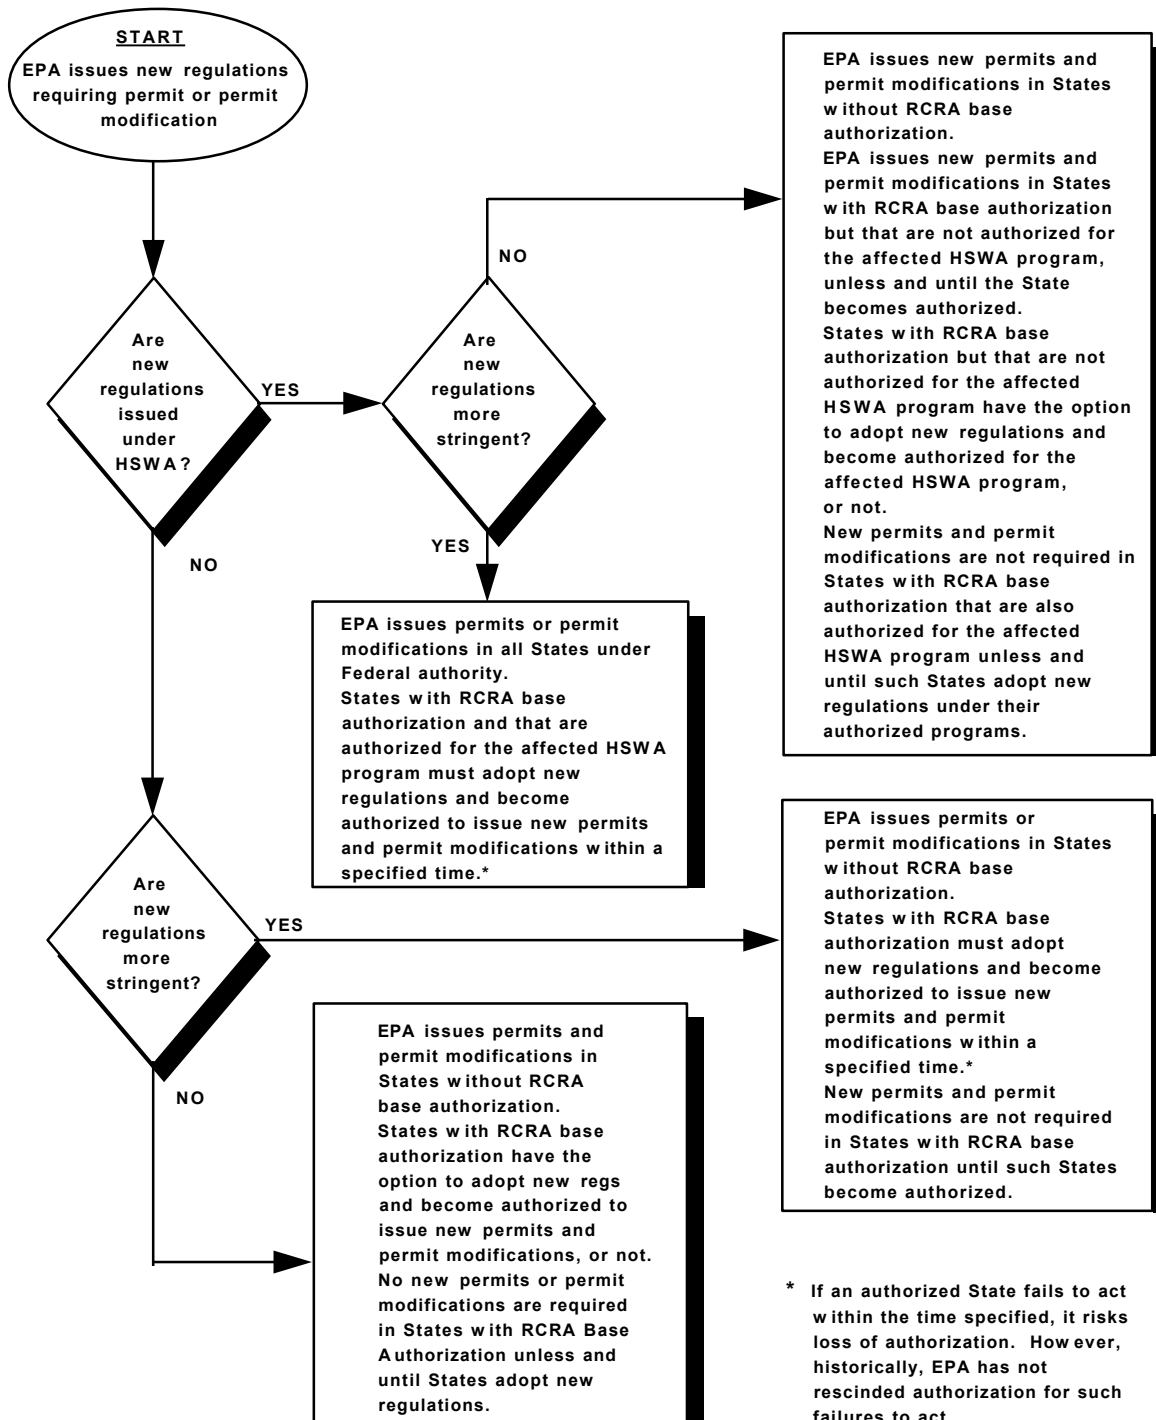 START
EPA issues new regulations
requiring permit or permit
modification
Are
new
regulations
issued
under
HSWA?
YES
NO
Are
new
regulations
more
stringent?
NO
YES
EPA issues new permits and
permit modifications in States
without RCRA base
authorization.
EPA issues new permits and
permit modifications in States
with RCRA base authorization
but that are not authorized for
the affected HSWA program,
unless and until the State
becomes authorized.
States with RCRA base
authorization but that are not
authorized for the affected
HSWA program have the option
to adopt new regulations and
become authorized for the
affected HSWA program,
or not.
New permits and permit
modifications are not required in
States with RCRA base
authorization that are also
authorized for the affected
HSWA program unless and
until such States adopt new
regulations under their
authorized programs.
EPA issues permits or permit
modifications in all States under
Federal authority.
States with RCRA base
authorization and that are
authorized for the affected HSWA
program must adopt new
regulations and become
authorized to issue new permits
and permit modifications within a
specified time.*
Are
new
regulations
more
stringent?
YES
NO
EPA issues permits or
permit modifications in States
without RCRA base
authorization.
States with RCRA base
authorization must adopt
new regulations and become
authorized to issue new
permits and permit
modifications within a
specified time.*
New permits and permit
modifications are not required
in States with RCRA base
authorization until such States
become authorized.
EPA issues permits and
permit modifications in
States without RCRA
base authorization.
States with RCRA base
authorization have the
option to adopt new regs
and become authorized to
issue new permits and
permit modifications, or not.
No new permits or permit
modifications are required
in States with RCRA Base
Authorization unless and
until States adopt new
regulations.
* If an authorized State fails to act
within the time specified, it risks
loss of authorization. However,
historically, EPA has not
rescinded authorization for such
failures to act